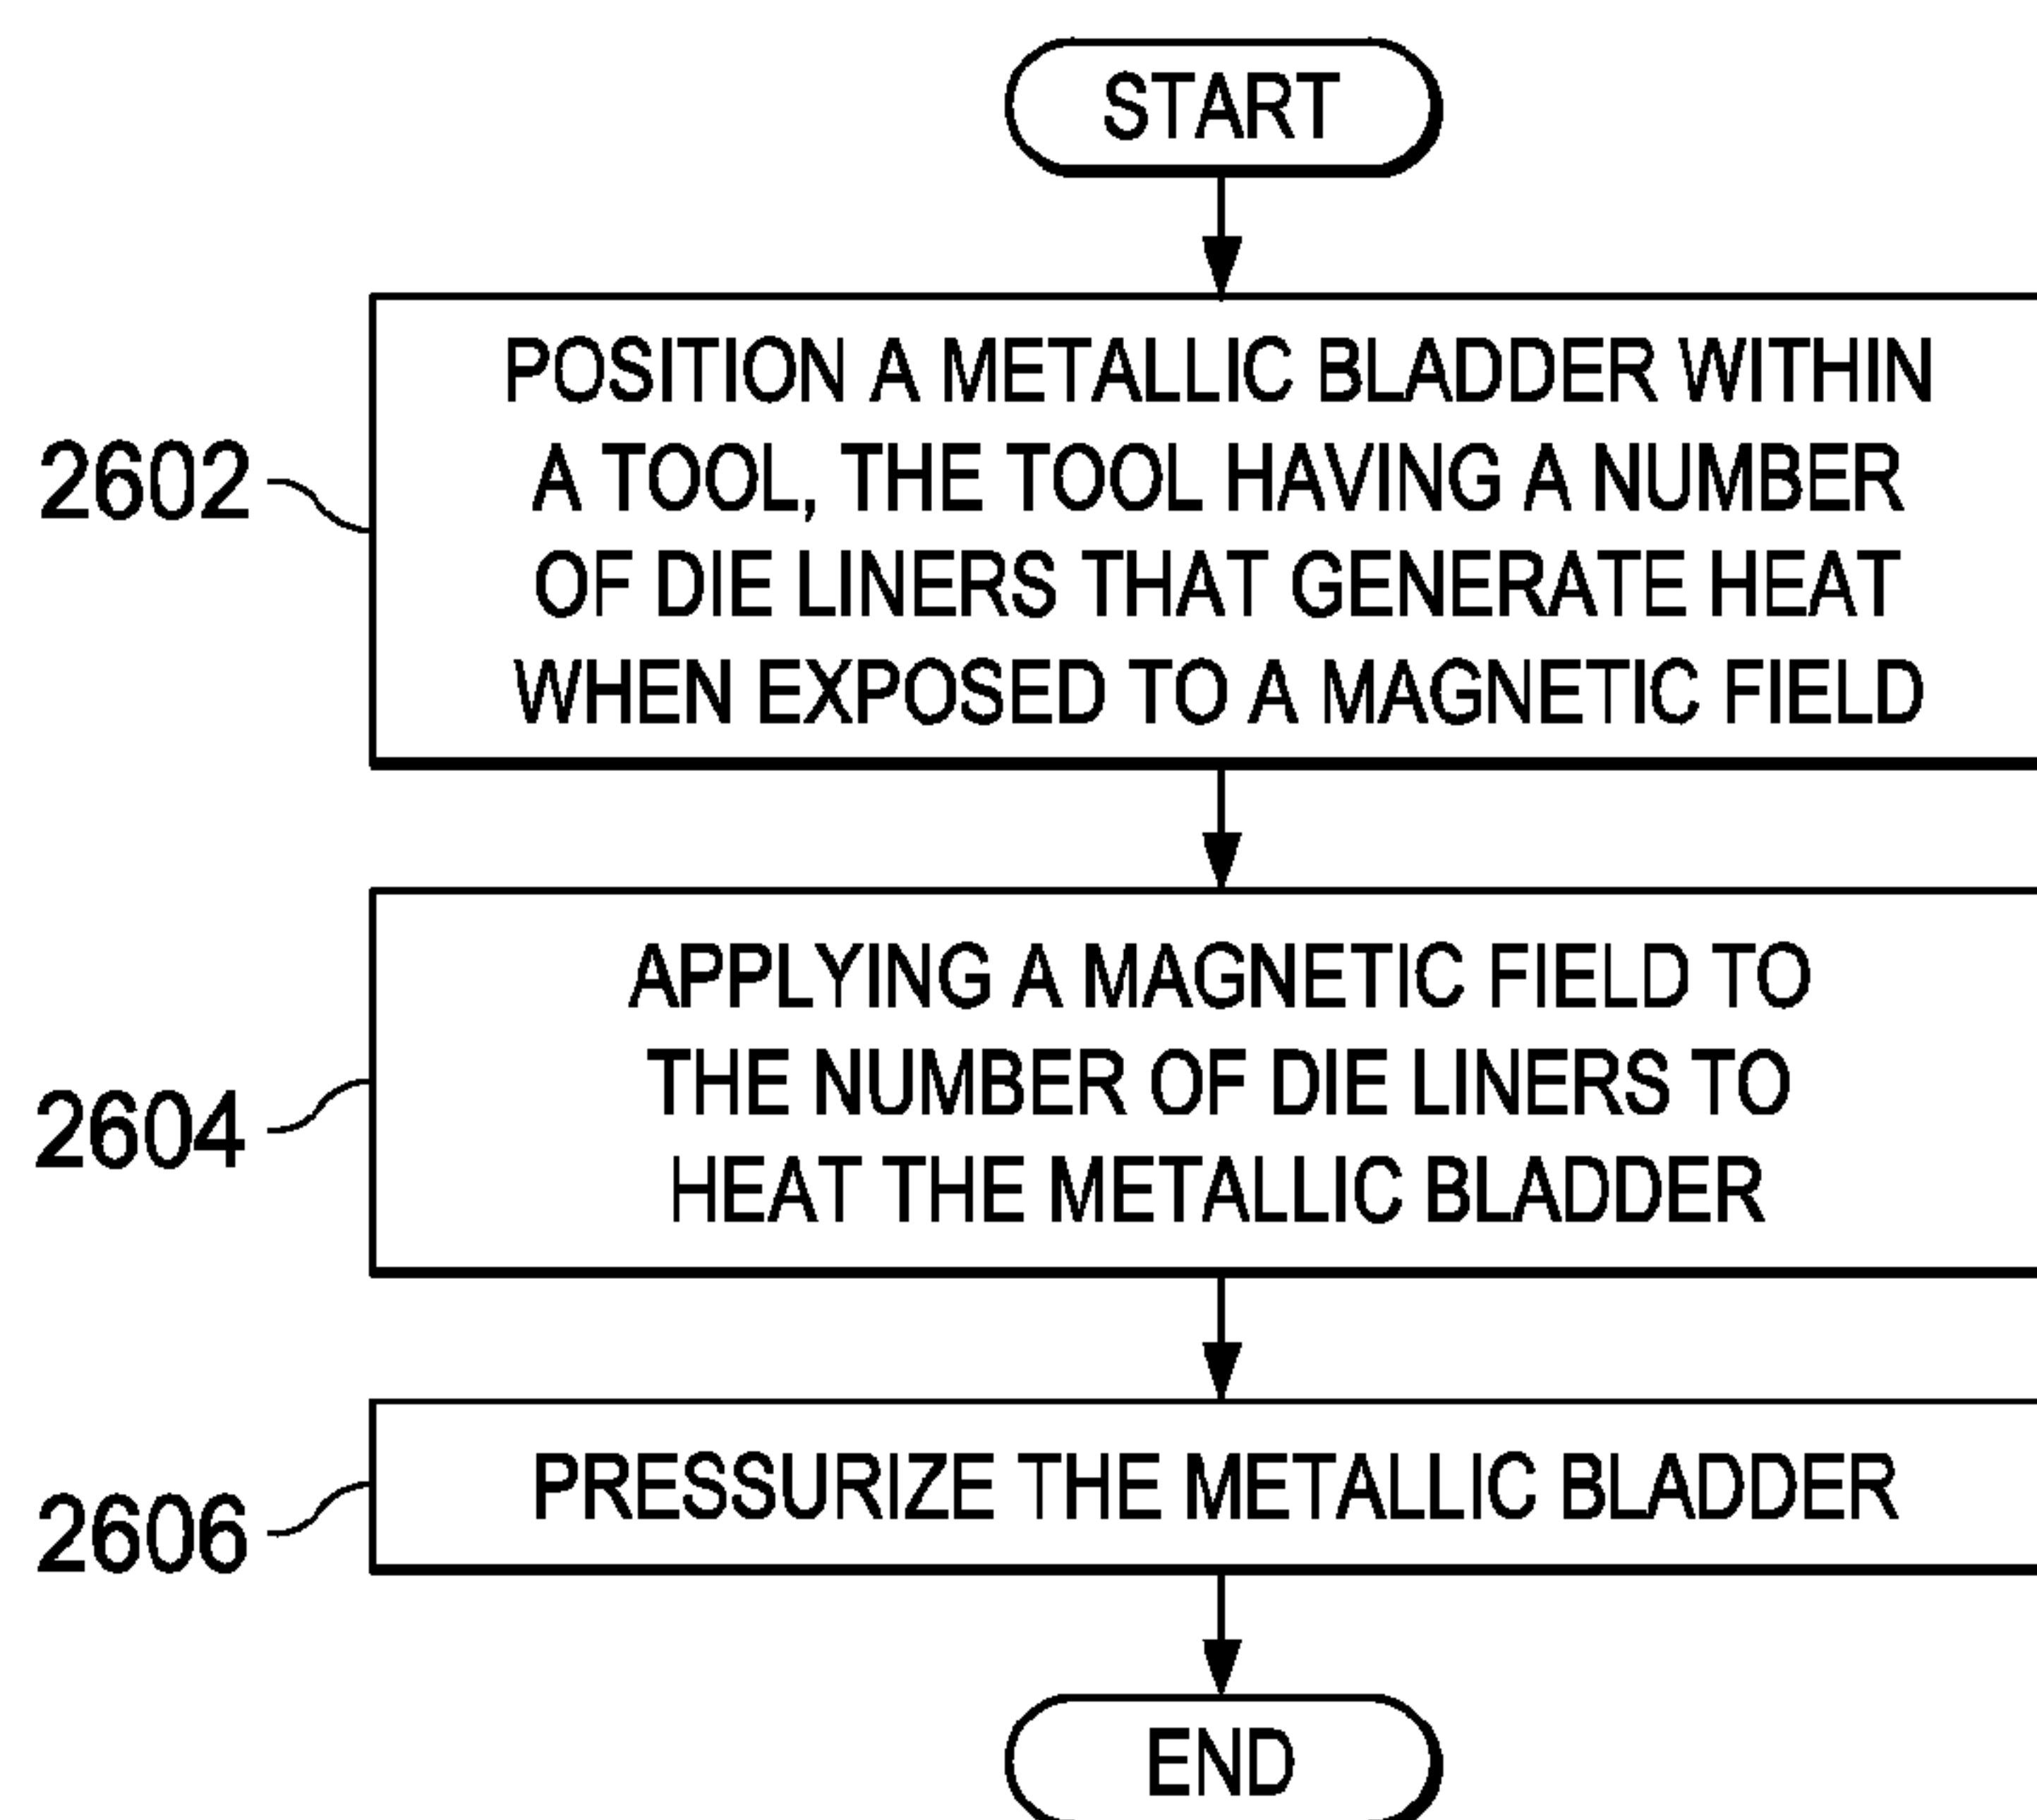 START
2602
POSITION A METALLIC BLADDER WITHIN
A TOOL, THE TOOL HAVING A NUMBER
OF DIE LINERS THAT GENERATE HEAT
WHEN EXPOSED TO A MAGNETIC FIELD
2604
APPLYING A MAGNETIC FIELD TO
THE NUMBER OF DIE LINERS TO
HEAT THE METALLIC BLADDER
2606
PRESSURIZE THE METALLIC BLADDER
END